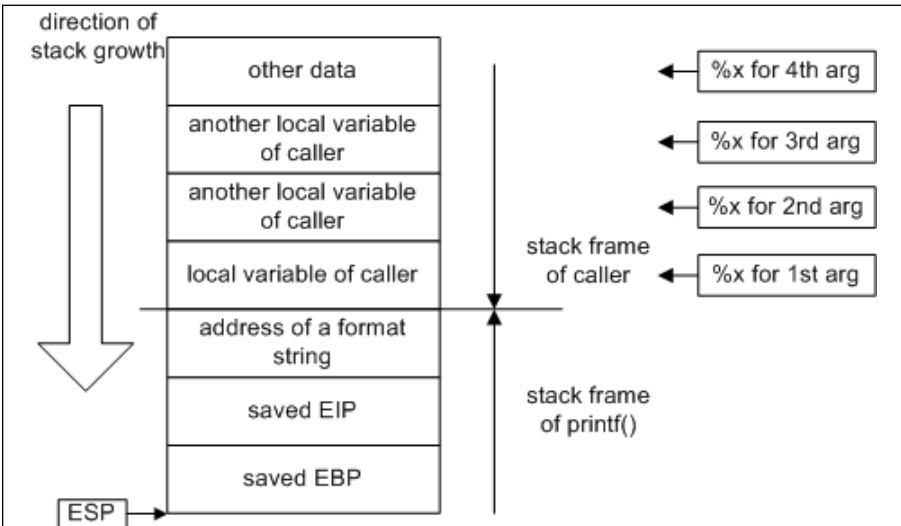 direction of
stack growth
other data
%x for 4th arg
another local variable
of caller
%x for 3rd arg
another local variable
of caller
%x for 2nd arg
local variable of caller
stack frame
of caller
%x for 1st arg
address of a format
string
saved EIP
stack frame
of printf()
saved EBP
ESP